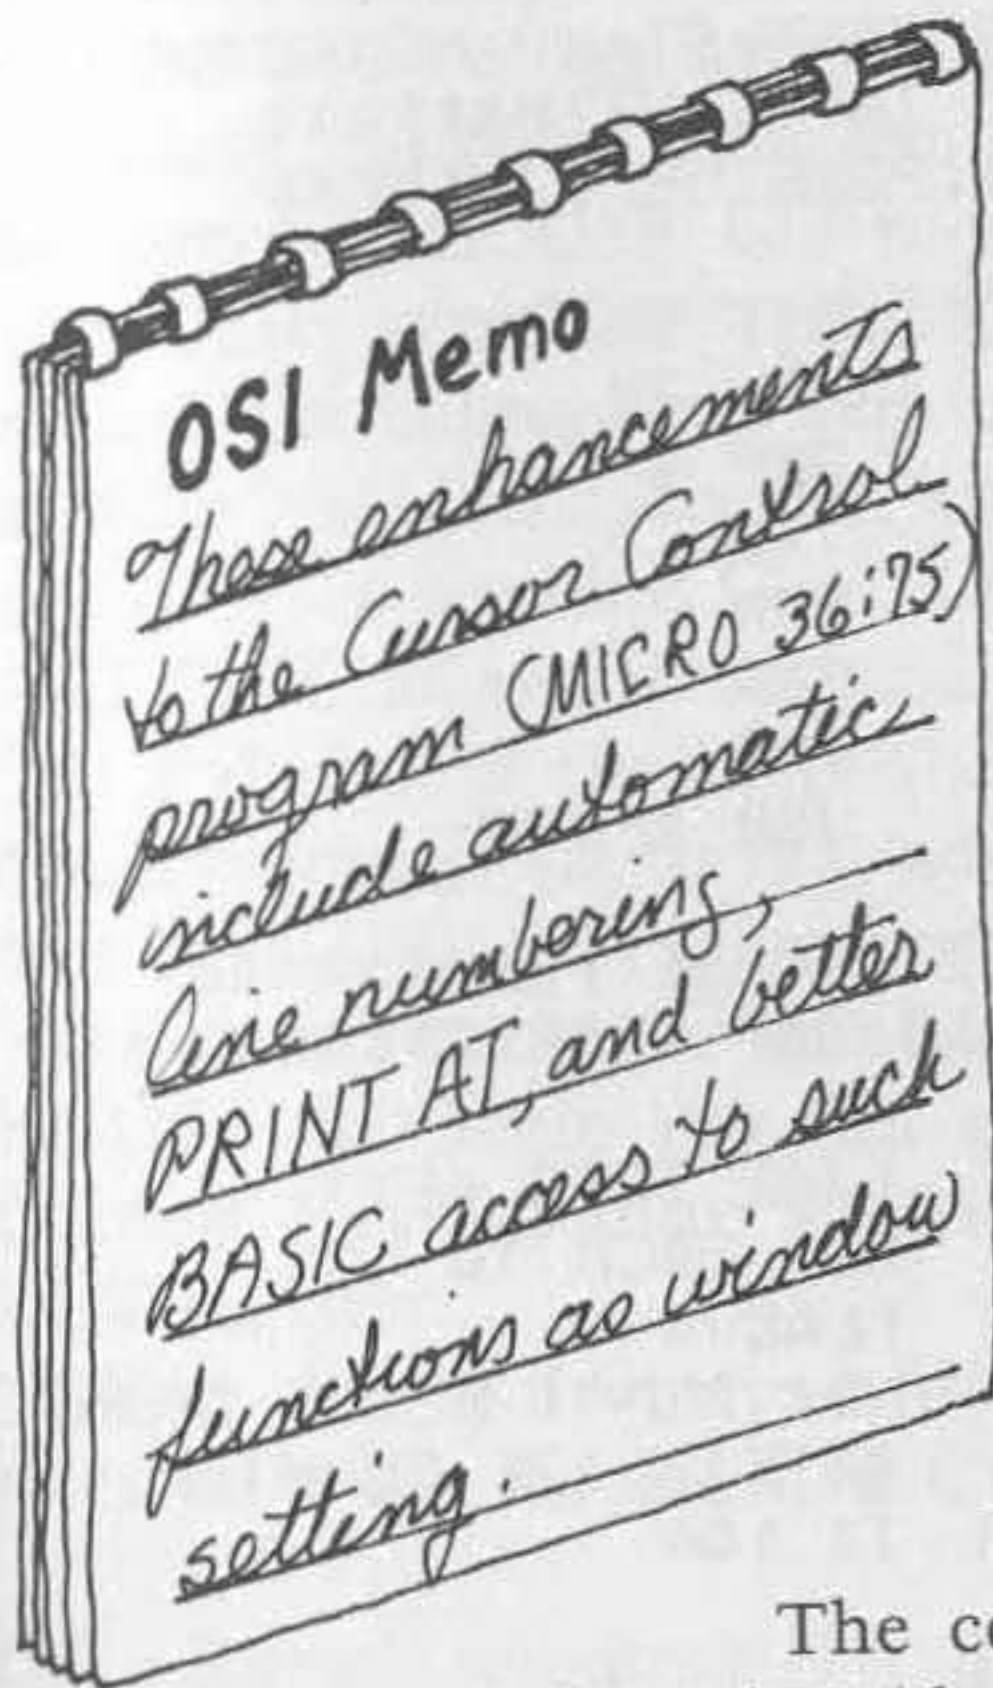 OSI Memo
These enhancements
to the Cursor Control
program (MICRO 36:75)
include automatic
line numbering,
PRINT AT, and better
BASIC access to such
functions as window
setting.
The